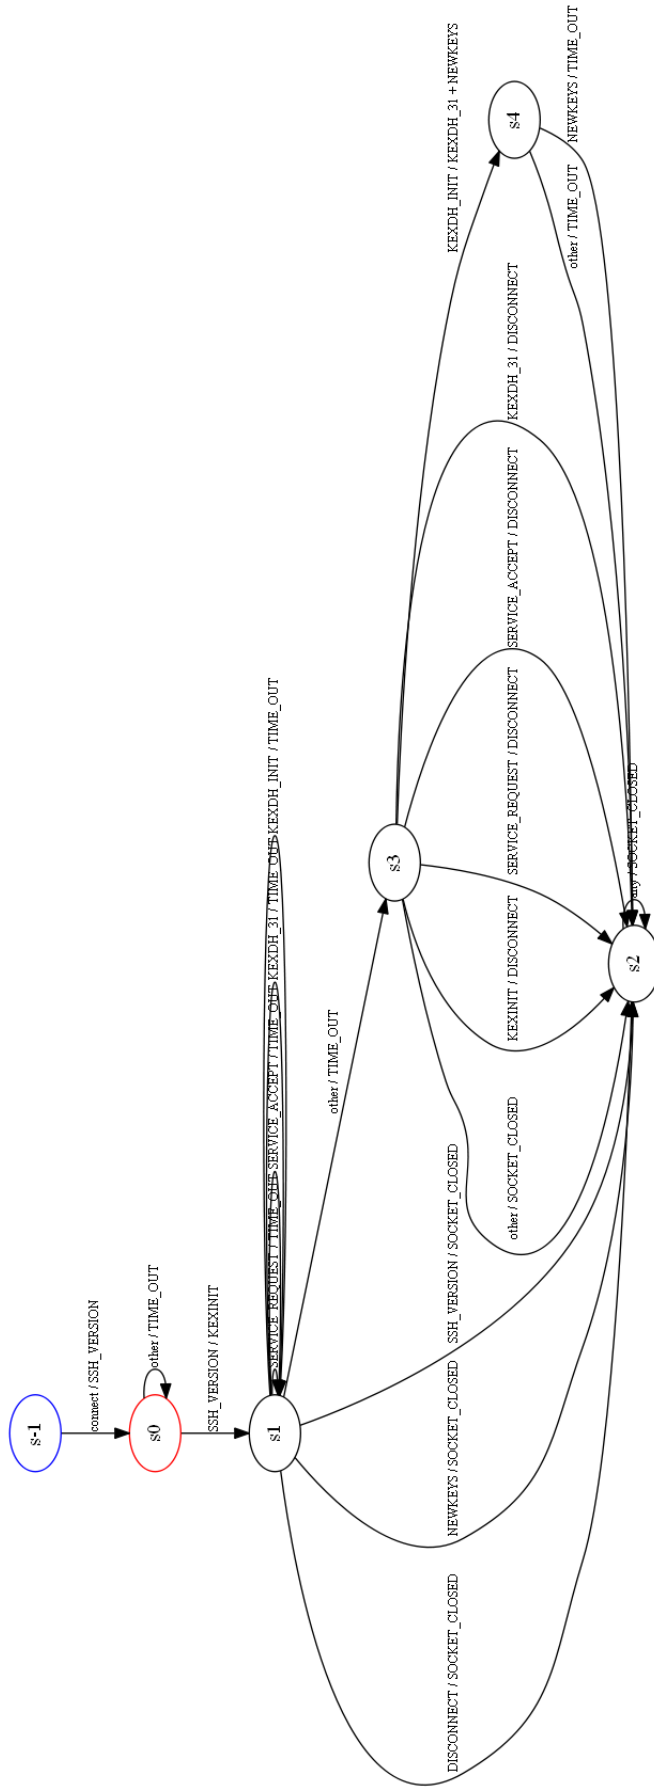 s-1
connect / SSH_VERSION
s0
other / TIME_OUT
SSH_VERSION / KEXINIT
s1
SERVICE_REQUEST / TIME_OUT
SERVICE_ACCEPT / TIME_OUT
KEXDH_31 / TIME_OUT
KEXDH_INIT / TIME_OUT
other / TIME_OUT
s3
DISCONNECT / SOCKET_CLOSED
NEWKEYS / SOCKET_CLOSED
SSH_VERSION / SOCKET_CLOSED
other / SOCKET_CLOSED
KEXINIT / DISCONNECT
SERVICE_REQUEST / DISCONNECT
SERVICE_ACCEPT / DISCONNECT
KEXDH_31 / DISCONNECT
KEXDH_INIT / KEXDH_31 + NEWKEYS
s4
other / TIME_OUT
NEWKEYS / TIME_OUT
s2
any / SOCKET_CLOSED